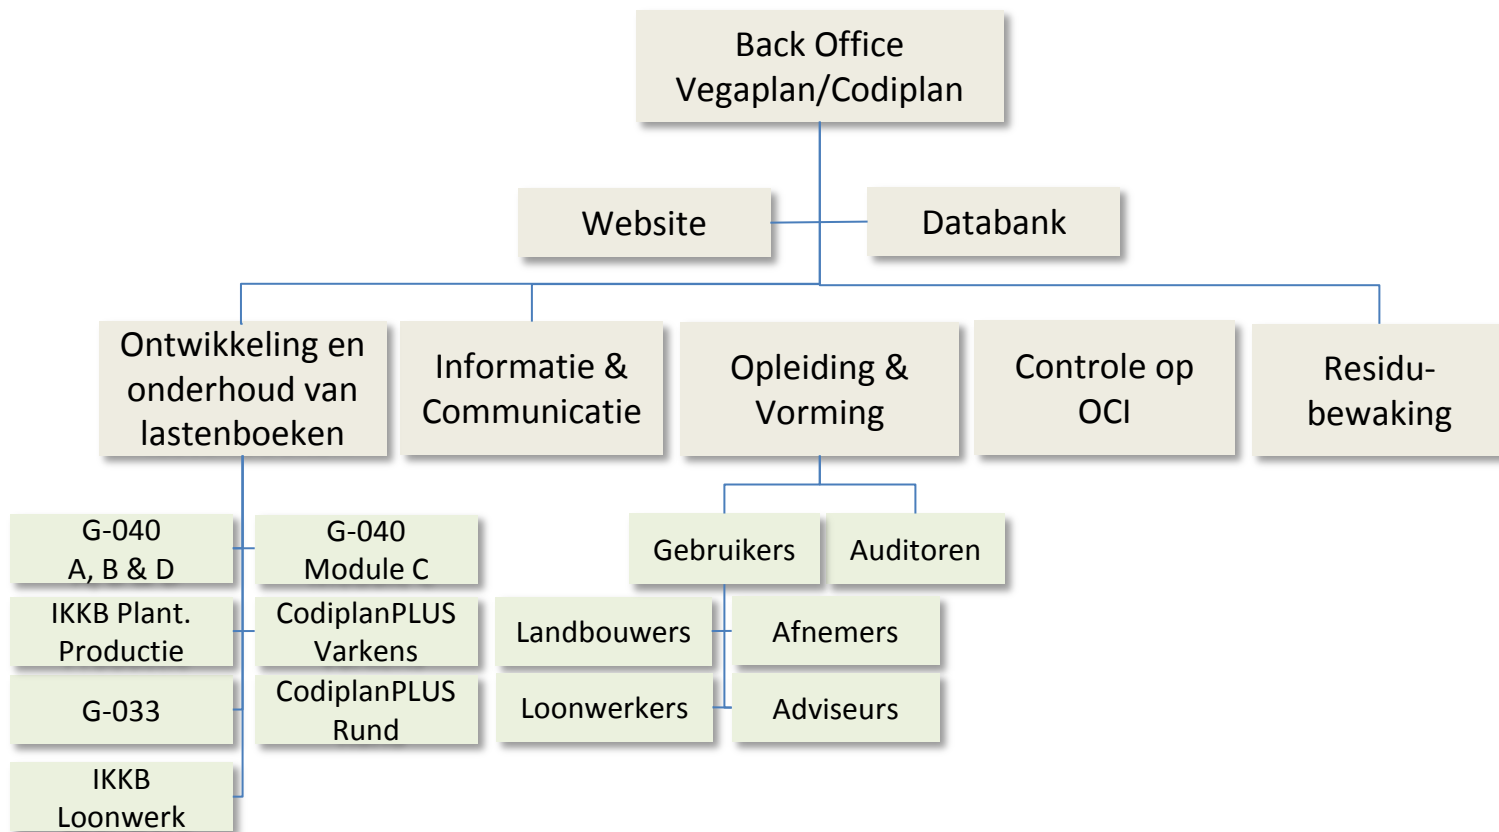 Back Office
Vegaplan/Codiplan
Website
Databank
Ontwikkeling en
onderhoud van
lastenboeken
Informatie &
Communicatie
Opleiding &
Vorming
Controle op
OCI
Residu-
bewaking
G-040
A, B & D
G-040
Module C
IKKB Plant.
Productie
CodiplanPLUS
Varkens
G-033
CodiplanPLUS
Rund
IKKB
Loonwerk
Gebruikers
Auditoren
Landbouwers
Afnemers
Loonwerkers
Adviseurs